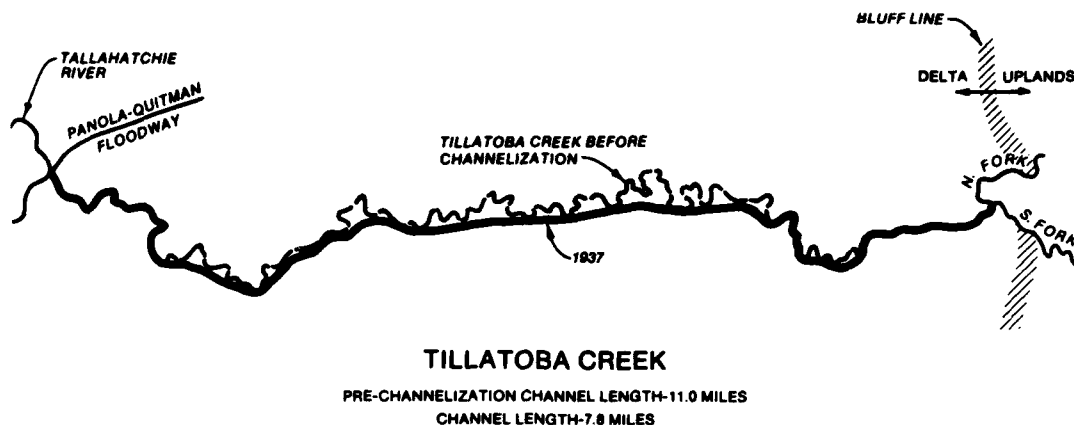 BLUFF LINE
TALLAHATCHIE
RIVER
DELTA UPLANDS
PANOLA-QUITMAN
FLOODWAY
TILLATOBA CREEK BEFORE
CHANNELIZATION
N. FORK
S. FORK
1937
TILLATOBA CREEK
PRE-CHANNELIZATION CHANNEL LENGTH-11.0 MILES
CHANNEL LENGTH-7.8 MILES